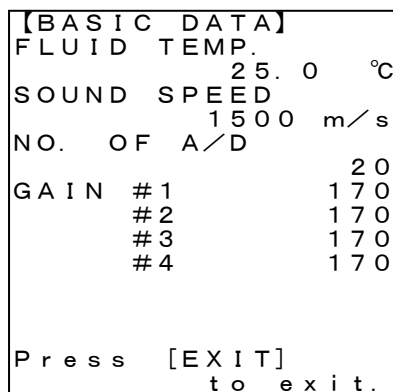 【BASIC DATA】
FLUID TEMP.
25.0 ℃
SOUND SPEED
1500 m/s
NO. OF A/D
20
GAIN #1 170
#2 170
#3 170
#4 170
Press [EXIT]
to exit.